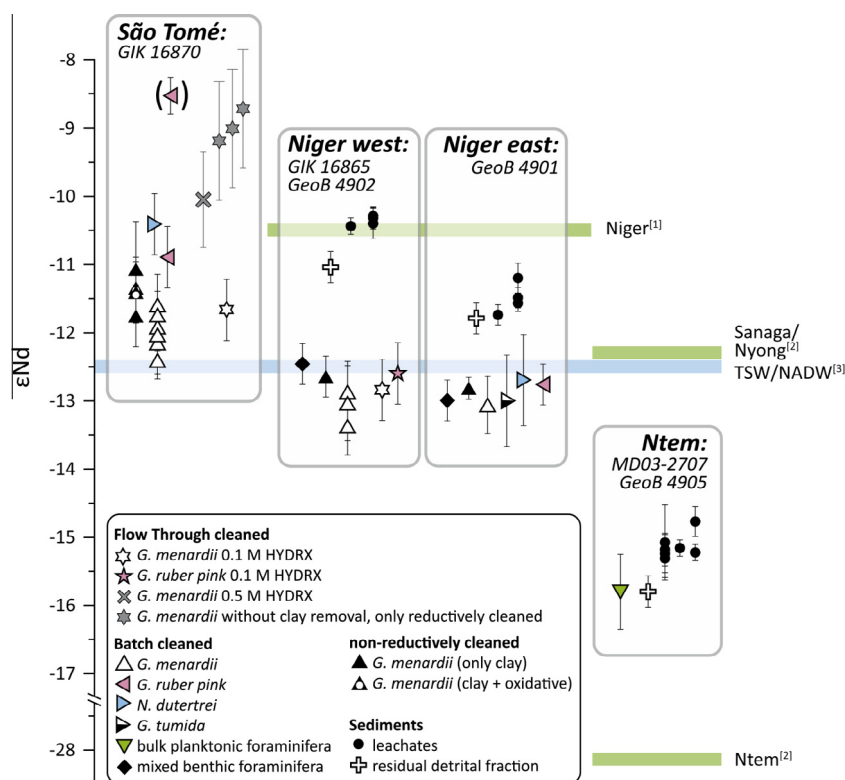 São Tomé:
GIK 16870
Niger west:
GIK 16865
GeoB 4902
Niger east:
GeoB 4901
Ntem:
MD03-2707
GeoB 4905
εNd
-8
-9
-10
-11
-12
-13
-14
-15
-16
-17
-28
( )
Niger[1]
Sanaga/
Nyong[2]
TSW/NADW[3]
Ntem[2]
Flow Through cleaned
G. menardii 0.1 M HYDRX
G. ruber pink 0.1 M HYDRX
G. menardii 0.5 M HYDRX
G. menardii without clay removal, only reductively cleaned
Batch cleaned
G. menardii
G. ruber pink
N. dutertrei
G. tumida
bulk planktonic foraminifera
mixed benthic foraminifera
non-reductively cleaned
G. menardii (only clay)
G. menardii (clay + oxidative)
Sediments
leachates
residual detrital fraction